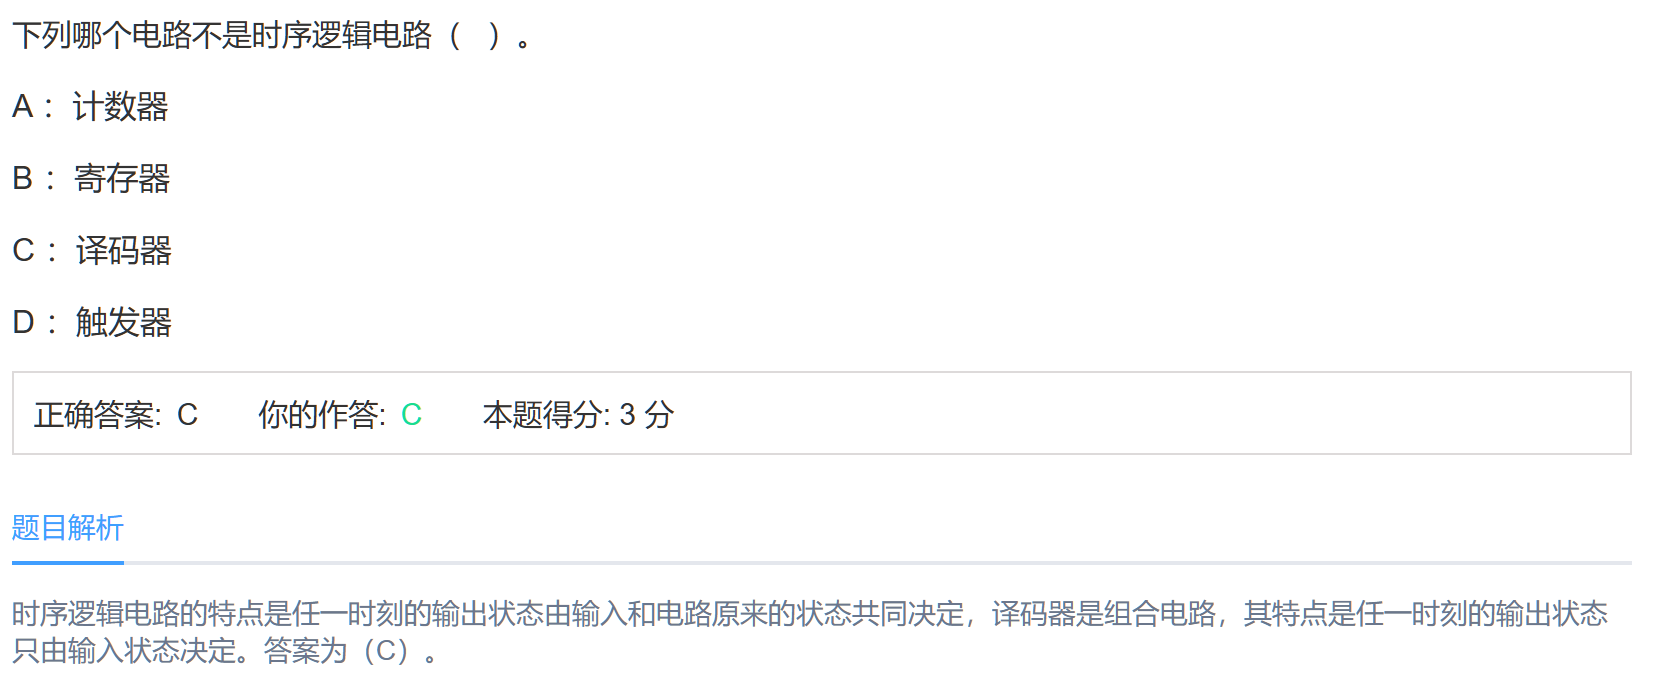 下列哪个电路不是时序逻辑电路（ ）。
A： 计数器
B： 寄存器
C： 译码器
D： 触发器
正确答案: C 你的作答: C 本题得分: 3 分
题目解析
时序逻辑电路的特点是任一时刻的输出状态由输入和电路原来的状态共同决定，译码器是组合电路，其特点是任一时刻的输出状态
只由输入状态决定。答案为（C）。